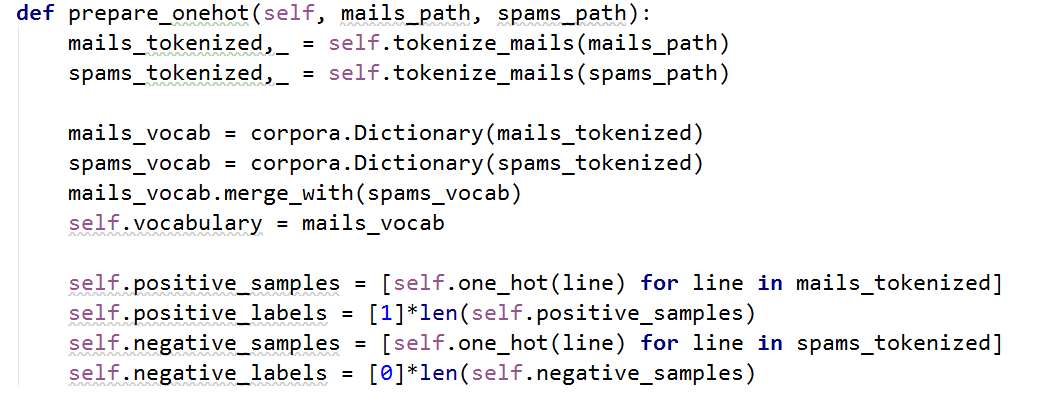 def prepare_onehot(self, mails_path, spams_path):
    mails_tokenized,_ = self.tokenize_mails(mails_path)
    spams_tokenized,_ = self.tokenize_mails(spams_path)

    mails_vocab = corpora.Dictionary(mails_tokenized)
    spams_vocab = corpora.Dictionary(spams_tokenized)
    mails_vocab.merge_with(spams_vocab)
    self.vocabulary = mails_vocab

    self.positive_samples = [self.one_hot(line) for line in mails_tokenized]
    self.positive_labels = [1]*len(self.positive_samples)
    self.negative_samples = [self.one_hot(line) for line in spams_tokenized]
    self.negative_labels = [0]*len(self.negative_samples)